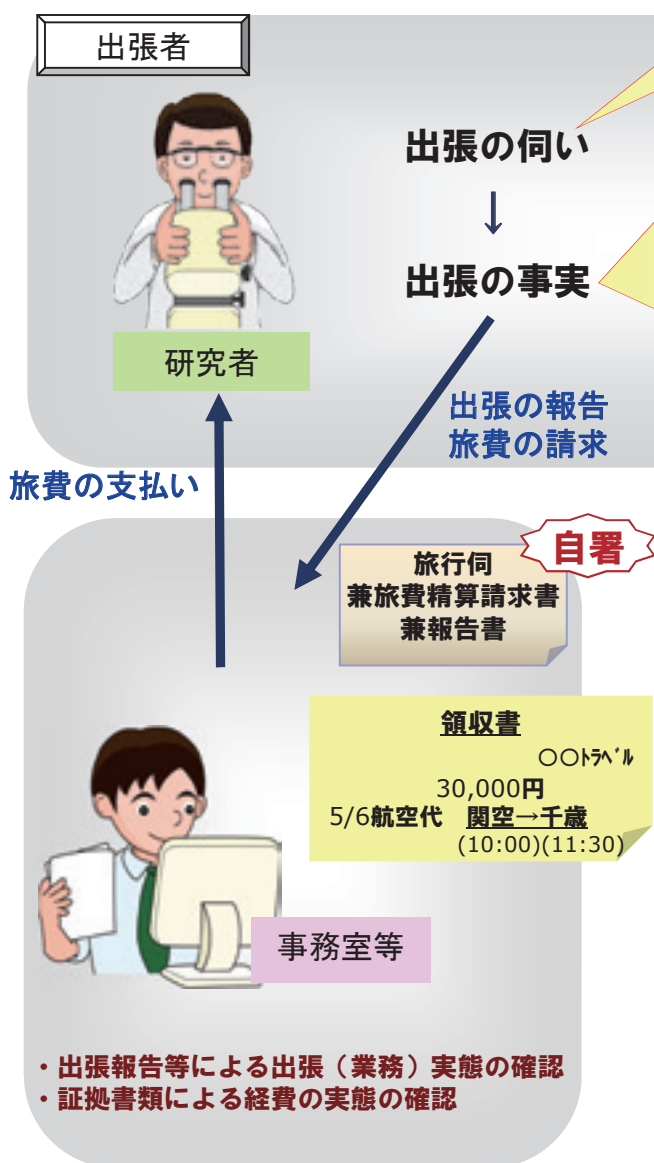 出張者
出張の伺い
↓
出張の事実
研究者
出張の報告
旅費の請求
旅費の支払い
自署
旅行伺
兼旅費精算請求書
兼報告書
領収書
○○ﾄﾗﾍﾞﾙ
30,000円
5/6航空代 関空→千歳
(10:00)(11:30)
事務室等
・出張報告等による出張（業務）実態の確認
・証拠書類による経費の実態の確認